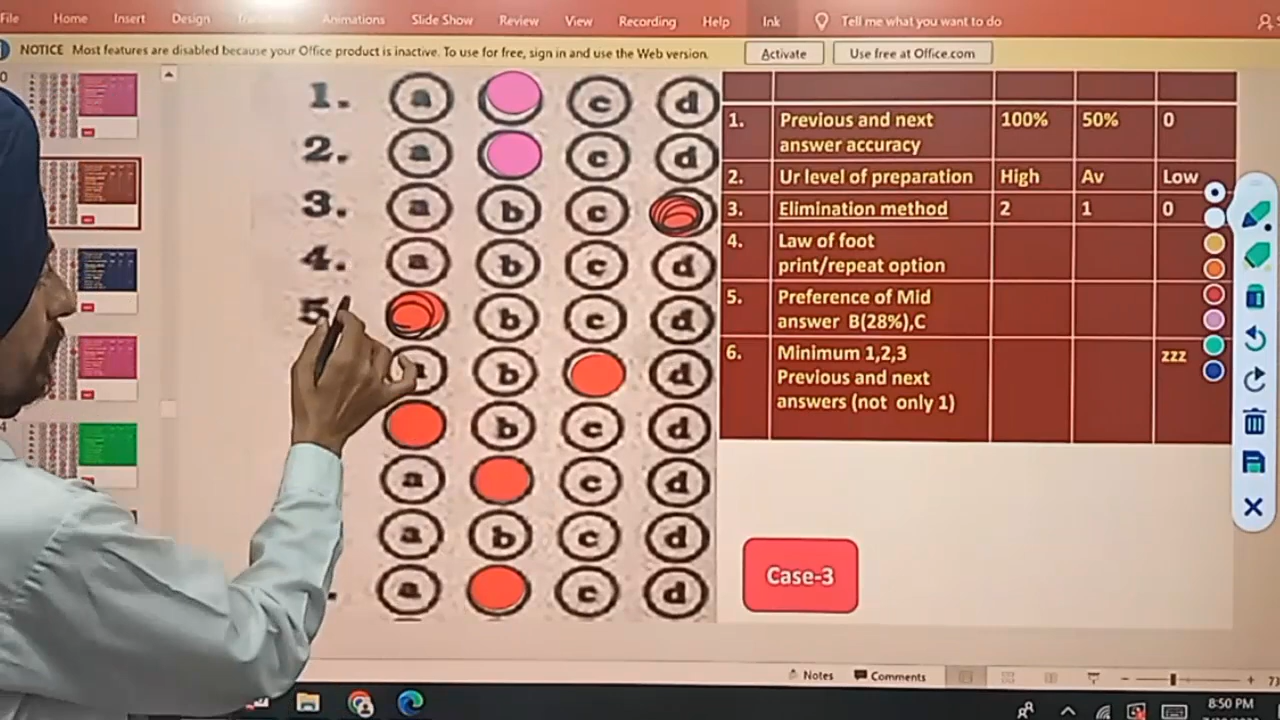 File Home Insert Design Transitions Animations Slide Show Review View Recording Help Ink Tell me what you want to do
NOTICE Most features are disabled because your Office product is inactive. To use for free, sign in and use the Web version. Activate Use free at Office.com
1. a c d
2. a c d
3. a b c
4. a b c d
5 b c d
a b d
b c d
a c d
a b c d
a c d
1. Previous and next answer accuracy 100% 50% 0
2. Ur level of preparation High Av Low
3. Elimination method 2 1 0
4. Law of foot
print/repeat option
5. Preference of Mid
answer B(28%),C
6. Minimum 1,2,3
Previous and next
answers (not only 1)
zzz
Case-3
Notes Comments
8:50 PM